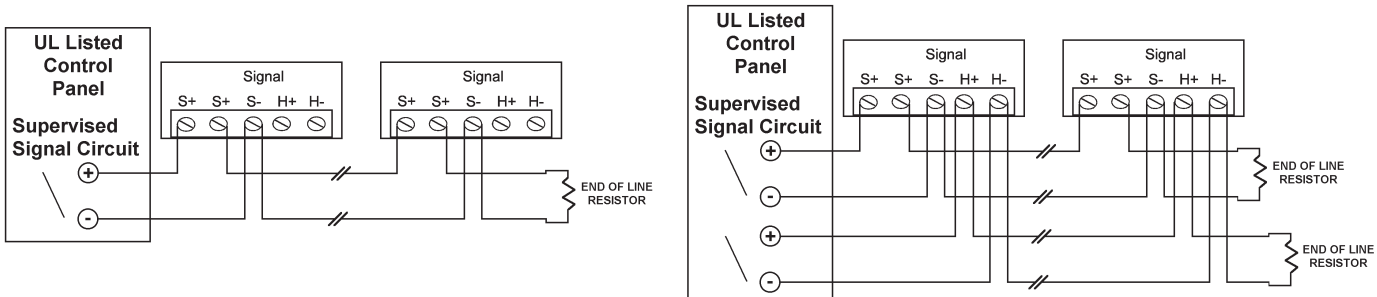 UL Listed
Control
Panel
Supervised
Signal Circuit
+
-
Signal
S+ S+ S- H+ H-
Signal
S+ S+ S- H+ H-
END OF LINE
RESISTOR
UL Listed
Control
Panel
Supervised
Signal Circuit
+
-
+
-
Signal
S+ S+ S- H+ H-
Signal
S+ S+ S- H+ H-
END OF LINE
RESISTOR
END OF LINE
RESISTOR